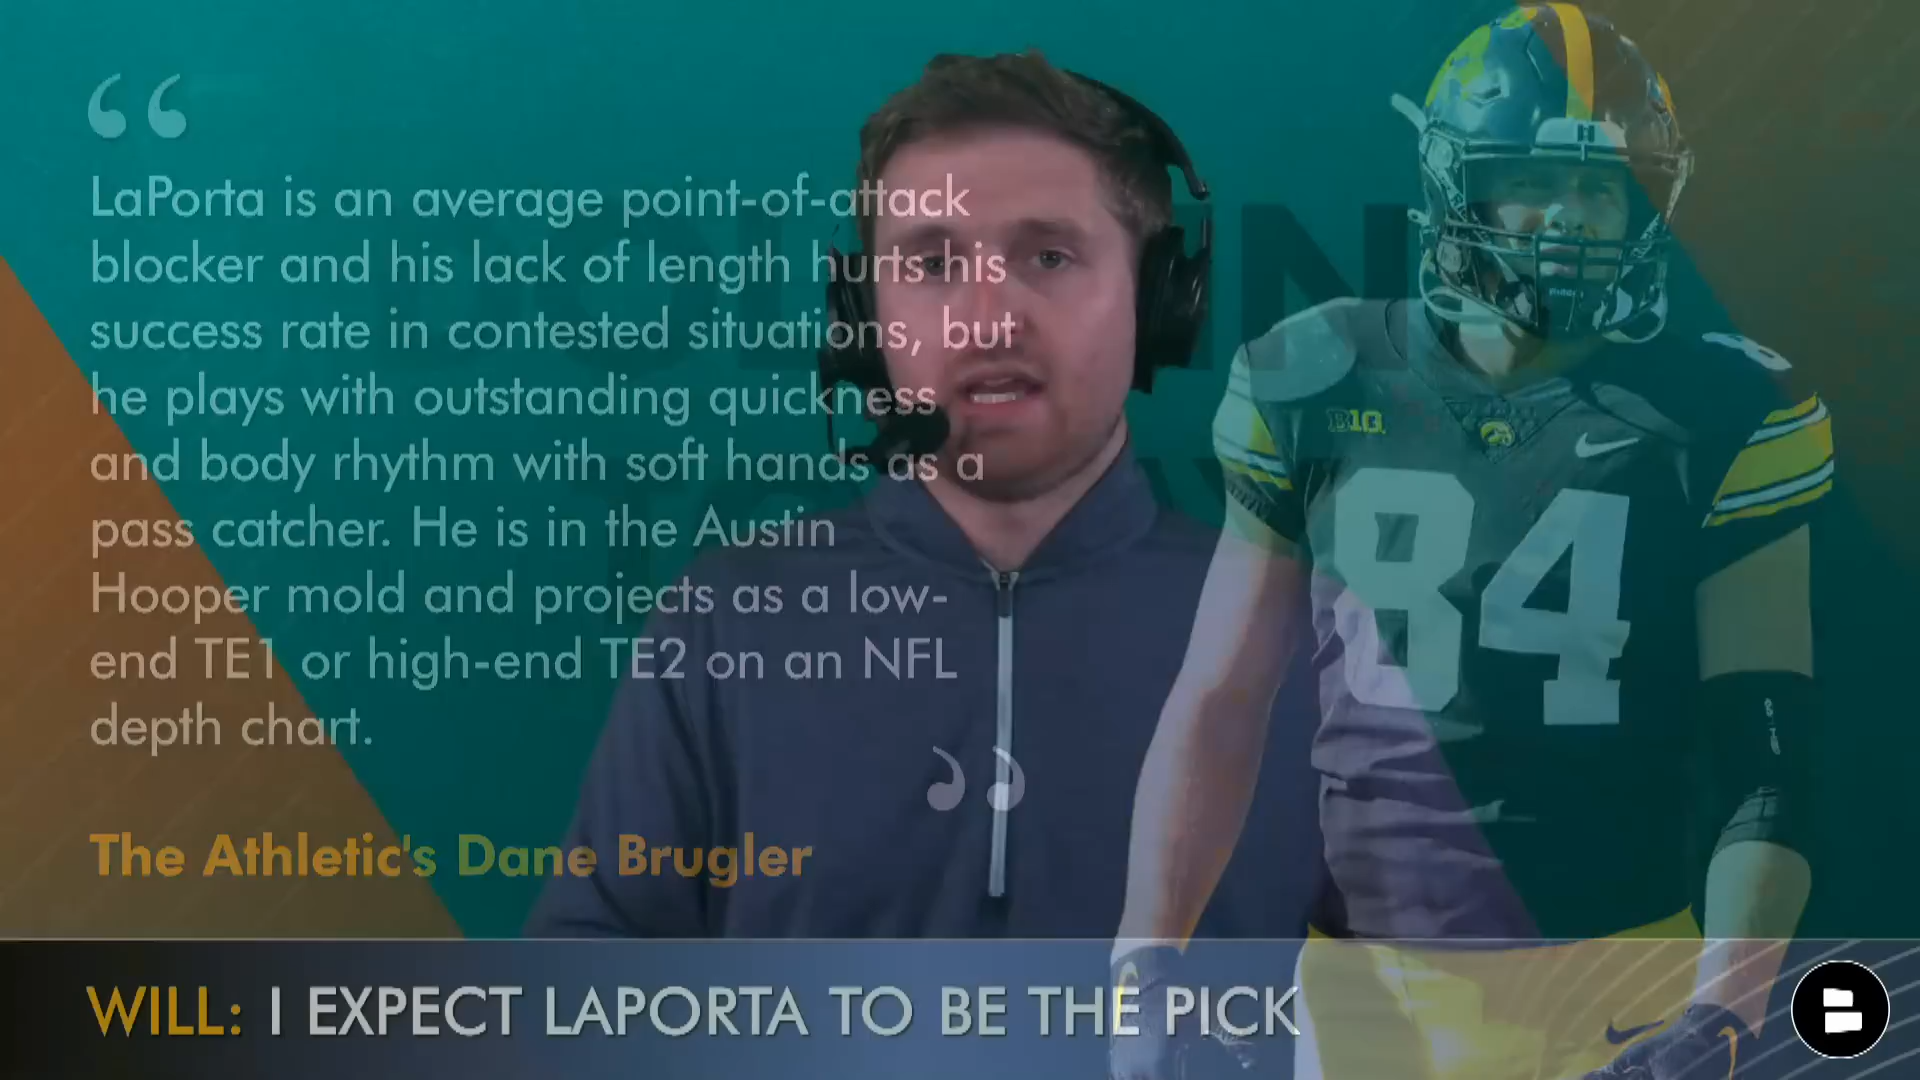 “
LaPorta is an average point-of-attack
blocker and his lack of length hurts his
success rate in contested situations, but
he plays with outstanding quickness
and body rhythm with soft hands as a
pass catcher. He is in the Austin
Hooper mold and projects as a low-
end TE1 or high-end TE2 on an NFL
depth chart.
”
The Athletic's Dane Brugler
B1G
84
WILL: I EXPECT LAPORTA TO BE THE PICK